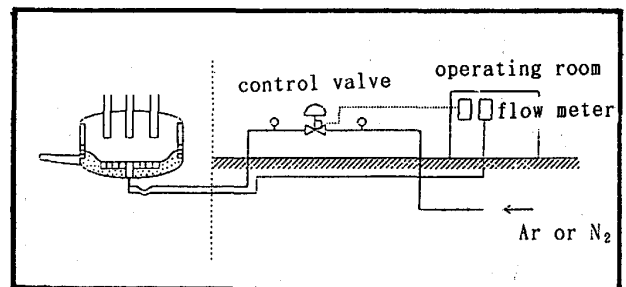 operating room
control valve
flow meter
Ar or N₂